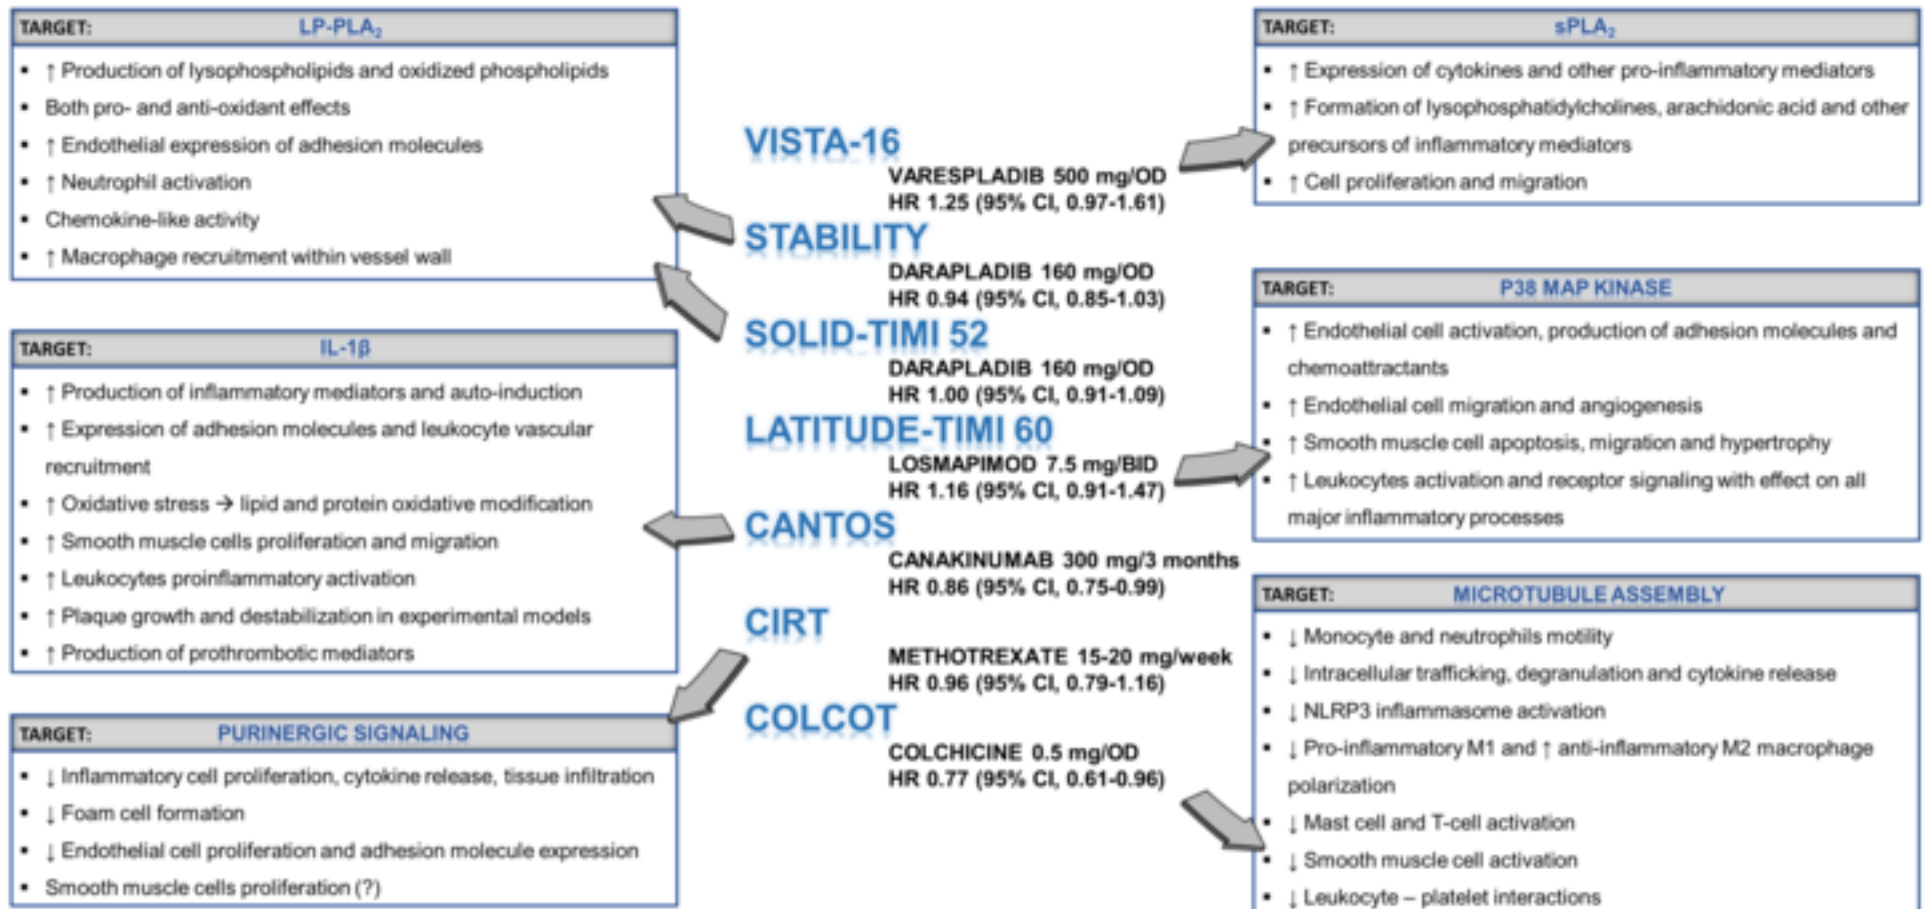 TARGET: LP-PLA₂
▪ ↑ Production of lysophospholipids and oxidized phospholipids
▪ Both pro- and anti-oxidant effects
▪ ↑ Endothelial expression of adhesion molecules
▪ ↑ Neutrophil activation
▪ Chemokine-like activity
▪ ↑ Macrophage recruitment within vessel wall
TARGET: IL-1β
▪ ↑ Production of inflammatory mediators and auto-induction
▪ ↑ Expression of adhesion molecules and leukocyte vascular
recruitment
▪ ↑ Oxidative stress → lipid and protein oxidative modification
▪ ↑ Smooth muscle cells proliferation and migration
▪ ↑ Leukocytes proinflammatory activation
▪ ↑ Plaque growth and destabilization in experimental models
▪ ↑ Production of prothrombotic mediators
TARGET: PURINERGIC SIGNALING
▪ ↓ Inflammatory cell proliferation, cytokine release, tissue infiltration
▪ ↓ Foam cell formation
▪ ↓ Endothelial cell proliferation and adhesion molecule expression
▪ Smooth muscle cells proliferation (?)
VISTA-16
VARESPLADIB 500 mg/OD
HR 1.25 (95% CI, 0.97-1.61)
STABILITY
DARAPLADIB 160 mg/OD
HR 0.94 (95% CI, 0.85-1.03)
SOLID-TIMI 52
DARAPLADIB 160 mg/OD
HR 1.00 (95% CI, 0.91-1.09)
LATITUDE-TIMI 60
LOSMAPIMOD 7.5 mg/BID
HR 1.16 (95% CI, 0.91-1.47)
CANTOS
CANAKINUMAB 300 mg/3 months
HR 0.86 (95% CI, 0.75-0.99)
CIRT
METHOTREXATE 15-20 mg/week
HR 0.96 (95% CI, 0.79-1.16)
COLCOT
COLCHICINE 0.5 mg/OD
HR 0.77 (95% CI, 0.61-0.96)
TARGET: sPLA₂
▪ ↑ Expression of cytokines and other pro-inflammatory mediators
▪ ↑ Formation of lysophosphatidylcholines, arachidonic acid and other
precursors of inflammatory mediators
▪ ↑ Cell proliferation and migration
TARGET: P38 MAP KINASE
▪ ↑ Endothelial cell activation, production of adhesion molecules and
chemoattractants
▪ ↑ Endothelial cell migration and angiogenesis
▪ ↑ Smooth muscle cell apoptosis, migration and hypertrophy
▪ ↑ Leukocytes activation and receptor signaling with effect on all
major inflammatory processes
TARGET: MICROTUBULE ASSEMBLY
▪ ↓ Monocyte and neutrophils motility
▪ ↓ Intracellular trafficking, degranulation and cytokine release
▪ ↓ NLRP3 inflammasome activation
▪ ↓ Pro-inflammatory M1 and ↑ anti-inflammatory M2 macrophage
polarization
▪ ↓ Mast cell and T-cell activation
▪ ↓ Smooth muscle cell activation
▪ ↓ Leukocyte – platelet interactions